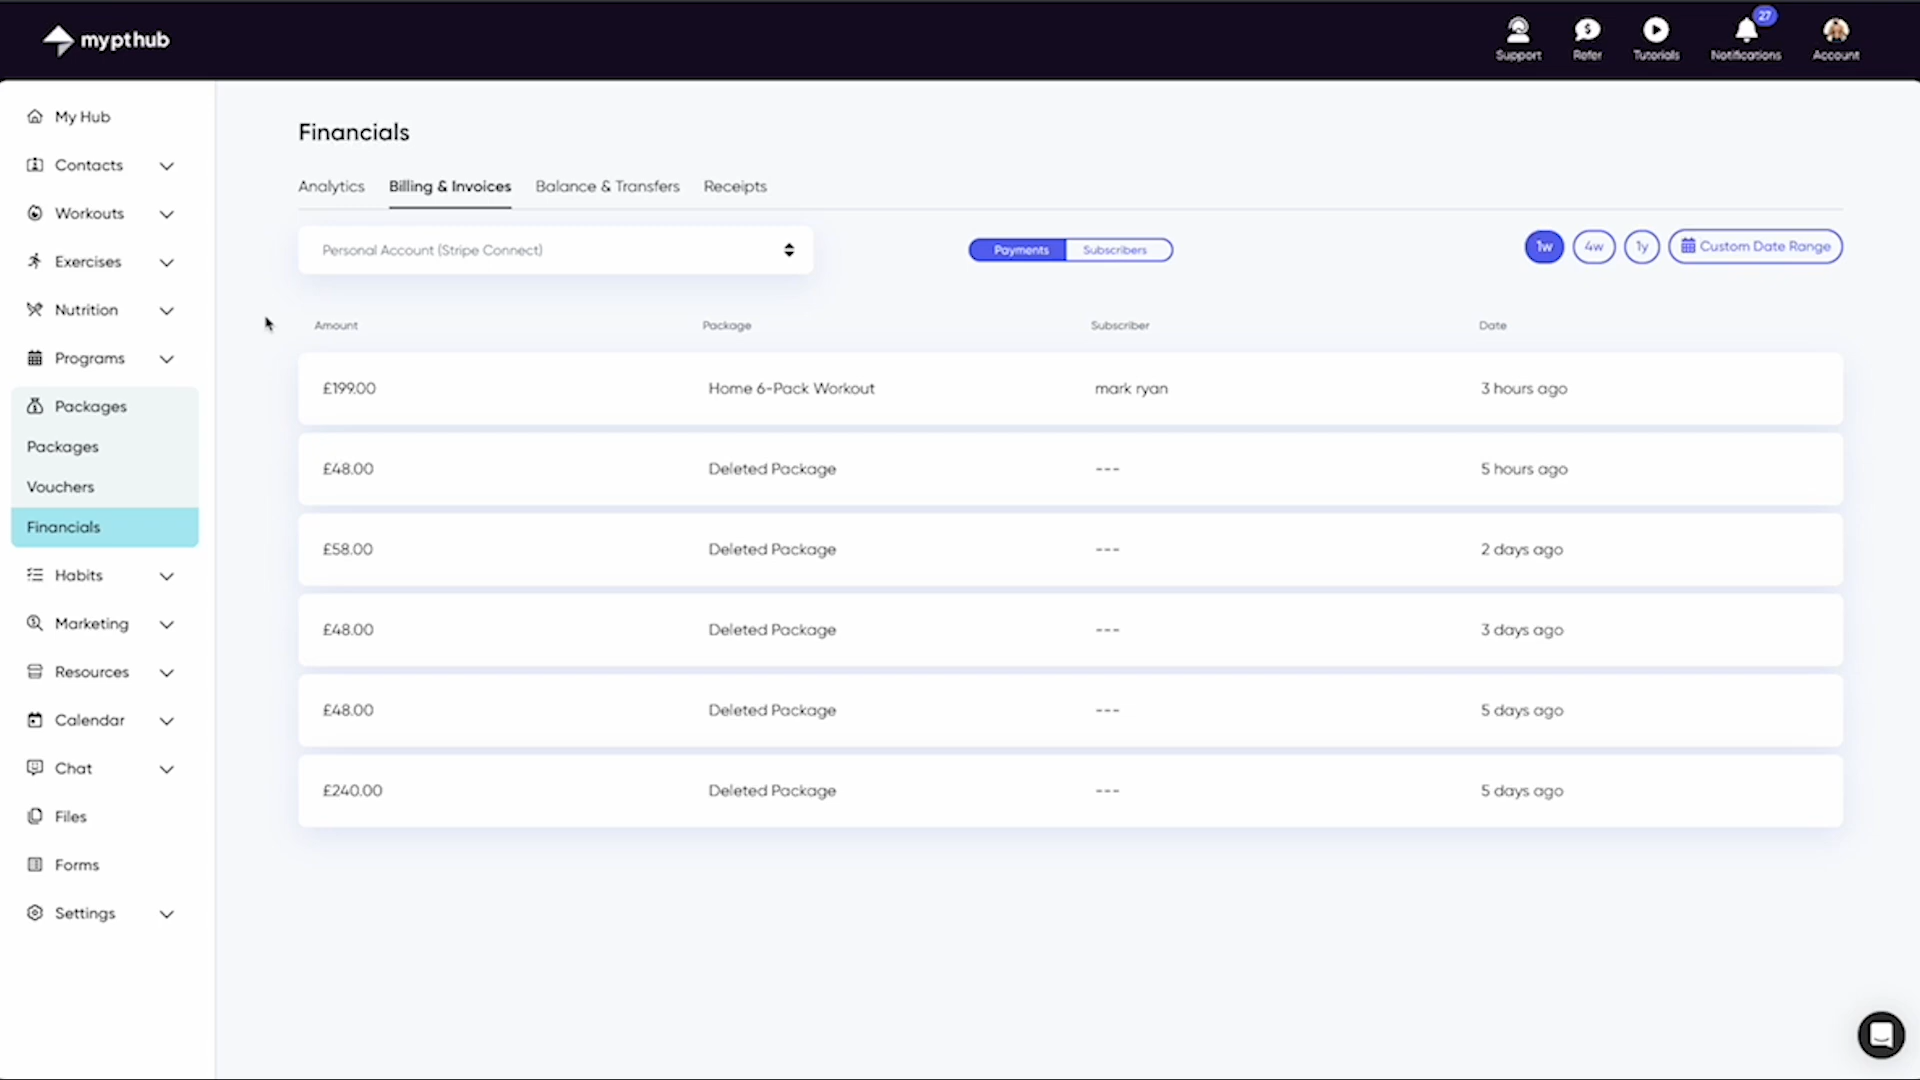 mypthub
Support
Refer
Tutorials
27
Notifications
Account
My Hub
Contacts
Workouts
Exercises
Nutrition
Programs
Packages
Packages
Vouchers
Financials
Habits
Marketing
Resources
Calendar
Chat
Files
Forms
Settings
Financials
Analytics Billing & Invoices Balance & Transfers Receipts
Personal Account (Stripe Connect)
Payments Subscribers
1w 4w 1y Custom Date Range
Amount Package Subscriber Date
£199.00 Home 6-Pack Workout mark ryan 3 hours ago
£48.00 Deleted Package --- 5 hours ago
£58.00 Deleted Package --- 2 days ago
£48.00 Deleted Package --- 3 days ago
£48.00 Deleted Package --- 5 days ago
£240.00 Deleted Package --- 5 days ago